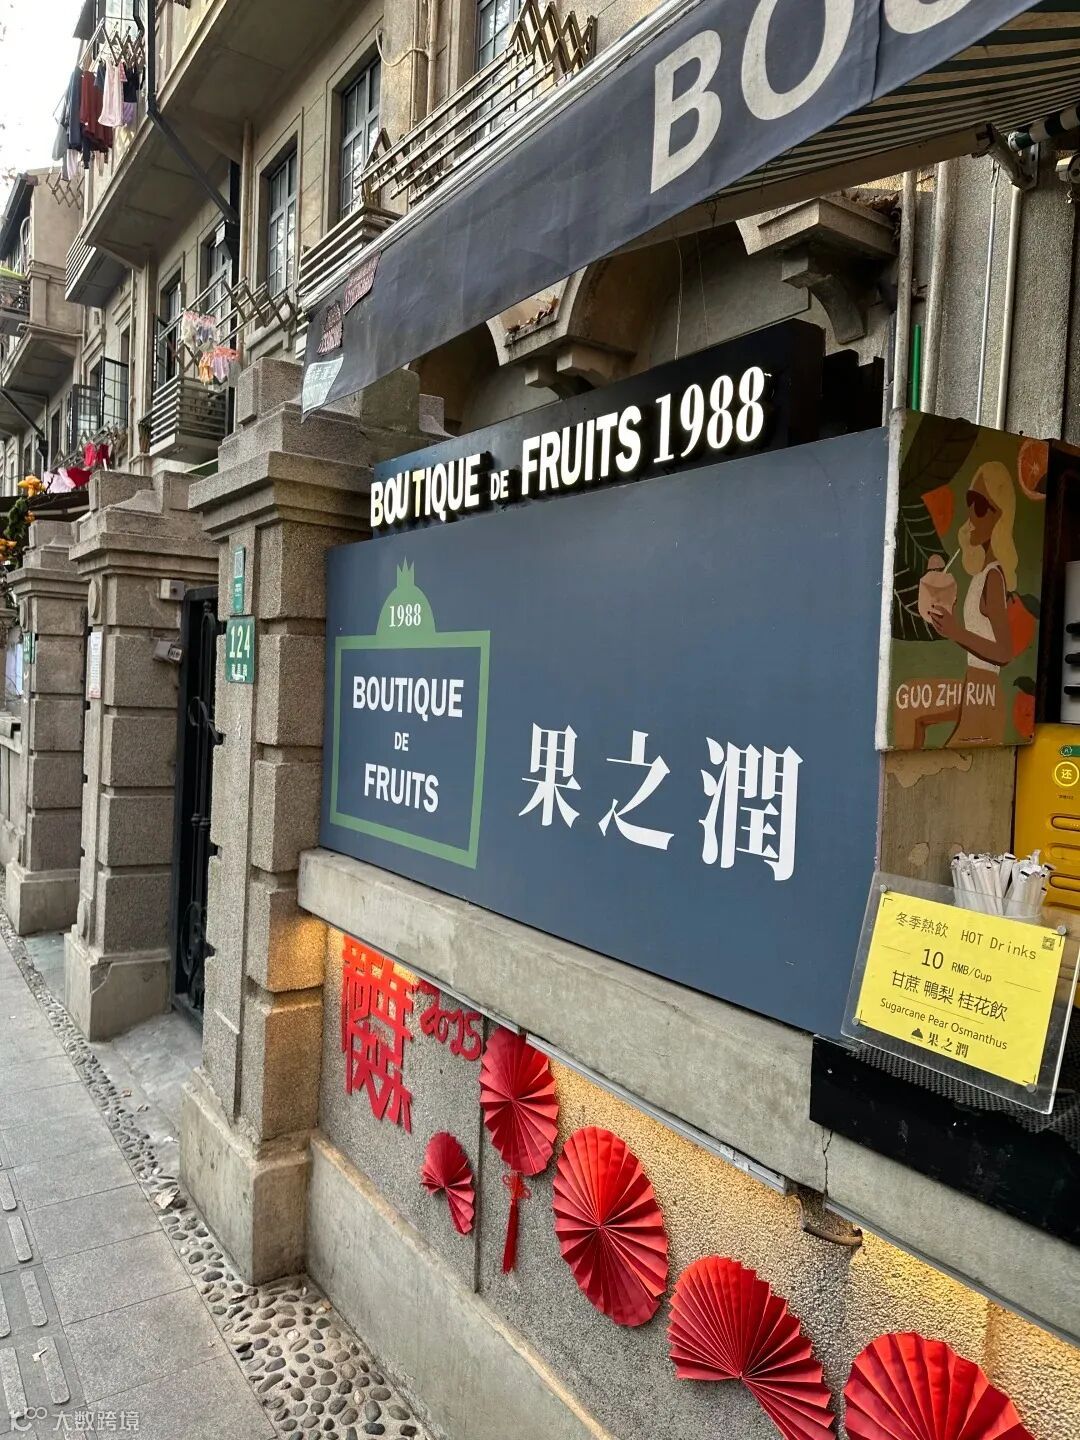 BOU
BOUTIQUE DE FRUITS 1988
1988
BOUTIQUE
DE
FRUITS
果之潤
124
GUO ZHI RUN
还
冬季熱飲 HOT Drinks
10 RMB/Cup
甘蔗 鴨梨 桂花飲
Sugarcane Pear Osmanthus
果之潤
2025
大数跨境